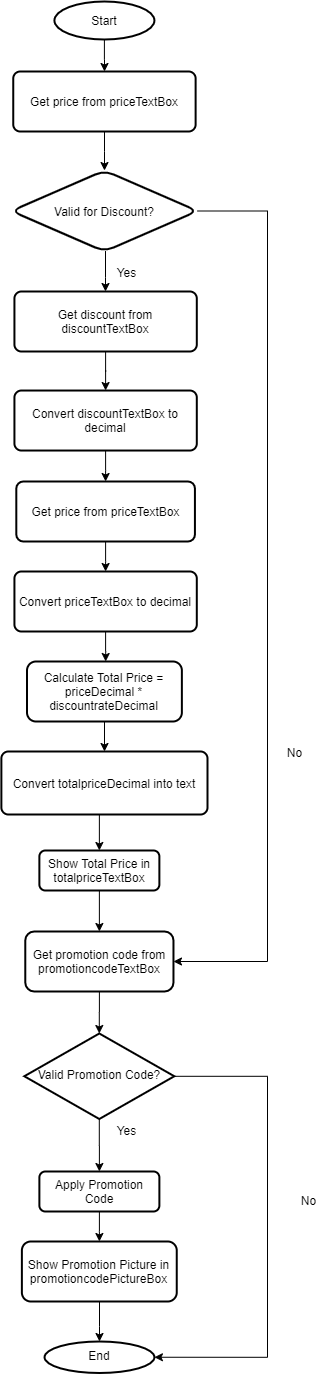 Start
Get price from priceTextBox
Valid for Discount?
Yes
Get discount from
discountTextBox
Convert discountTextBox to
decimal
Get price from priceTextBox
Convert priceTextBox to decimal
Calculate Total Price =
priceDecimal *
discountrateDecimal
No
Convert totalpriceDecimal into text
Show Total Price in
totalpriceTextBox
Get promotion code from
promotioncodeTextBox
Valid Promotion Code?
Yes
Apply Promotion
Code
No
Show Promotion Picture in
promotioncodePictureBox
End